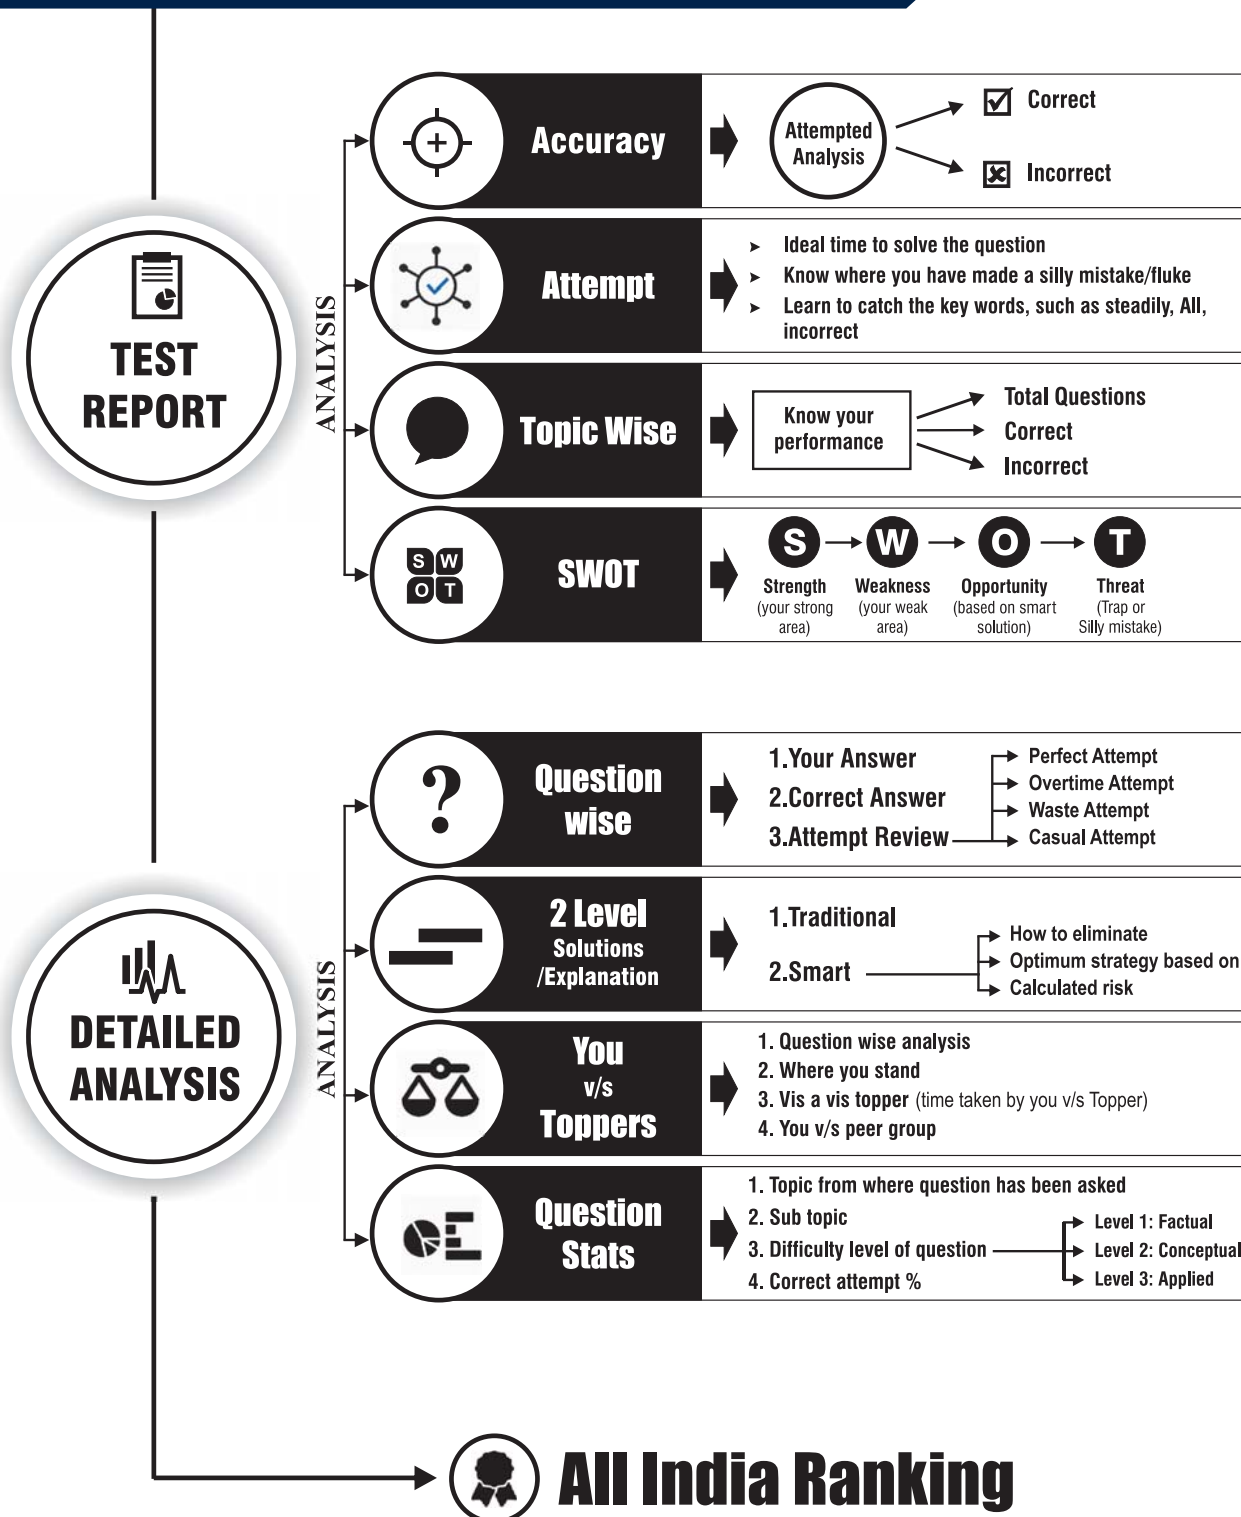 TEST
REPORT
ANALYSIS
Accuracy
Attempted
Analysis
Correct
Incorrect
Attempt
➤ Ideal time to solve the question
➤ Know where you have made a silly mistake/fluke
➤ Learn to catch the key words, such as steadily, All,
incorrect
Topic Wise
Know your
performance
Total Questions
Correct
Incorrect
S W
O T
SWOT
S W O T
Strength
(your strong
area)
Weakness
(your weak
area)
Opportunity
(based on smart
solution)
Threat
(Trap or
Silly mistake)
DETAILED
ANALYSIS
ANALYSIS
?
Question
wise
1.Your Answer
2.Correct Answer
3.Attempt Review
Perfect Attempt
Overtime Attempt
Waste Attempt
Casual Attempt
2 Level
Solutions
/Explanation
1.Traditional
2.Smart
How to eliminate
Optimum strategy based on
Calculated risk
You
v/s
Toppers
1. Question wise analysis
2. Where you stand
3. Vis a vis topper (time taken by you v/s Topper)
4. You v/s peer group
Question
Stats
1. Topic from where question has been asked
2. Sub topic
3. Difficulty level of question
4. Correct attempt %
Level 1: Factual
Level 2: Conceptual
Level 3: Applied
All India Ranking